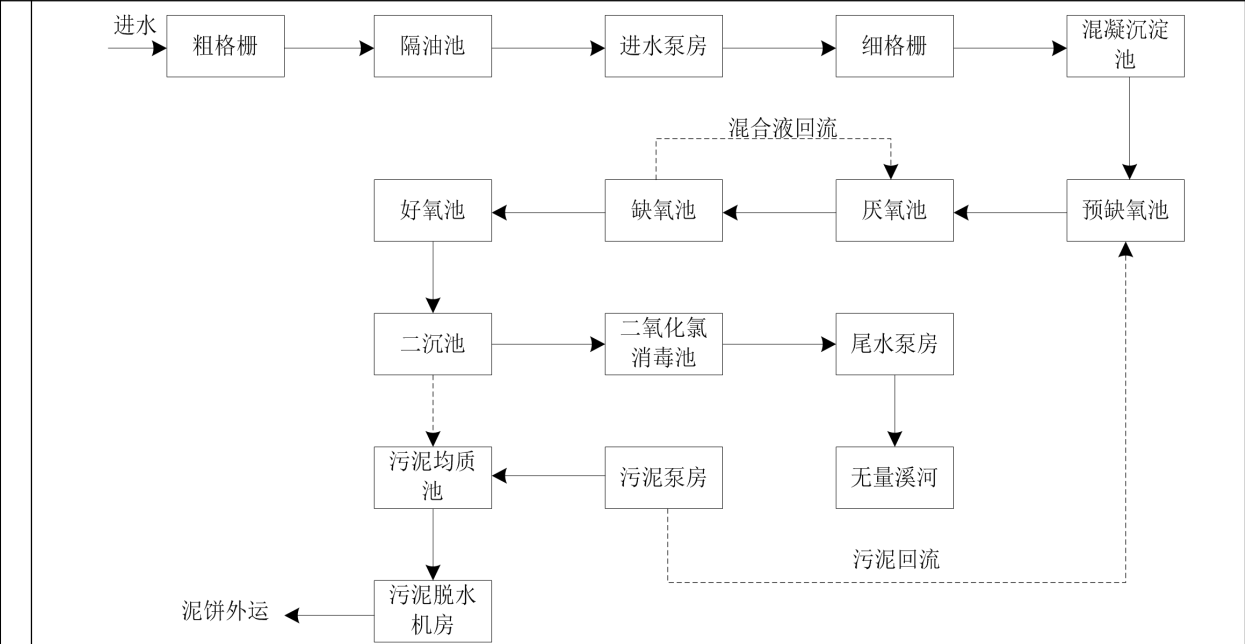 进水
粗格栅
隔油池
进水泵房
细格栅
混凝沉淀
池
混合液回流
好氧池
缺氧池
厌氧池
预缺氧池
二沉池
二氧化氯
消毒池
尾水泵房
污泥均质
池
污泥泵房
无量溪河
污泥回流
泥饼外运
污泥脱水
机房